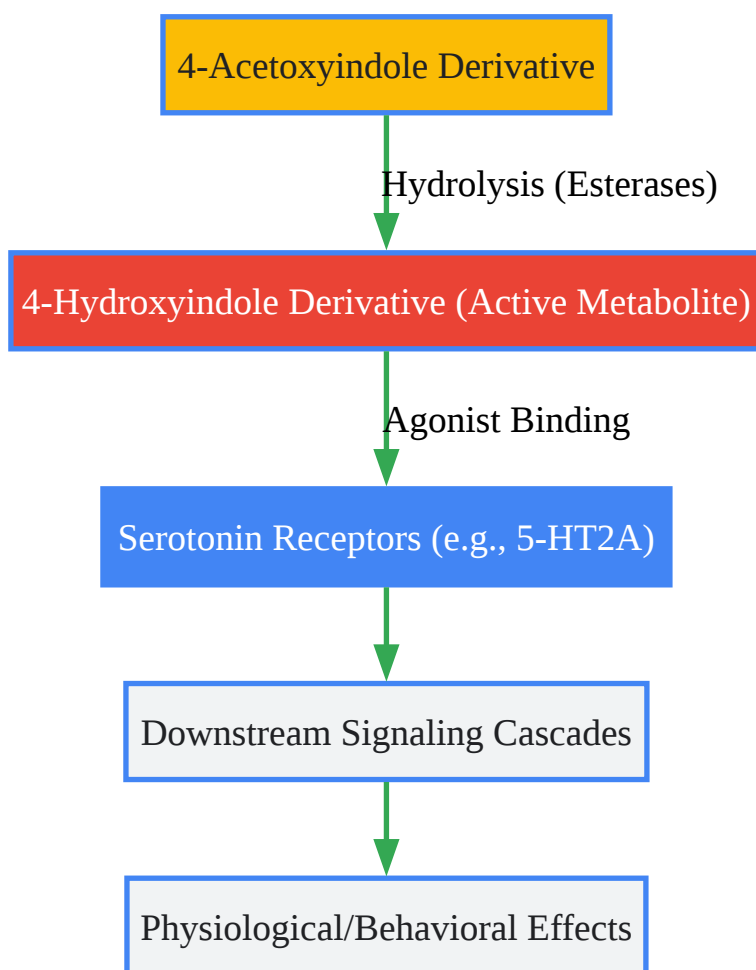 4-Acetoxyindole Derivative
Hydrolysis (Esterases)
4-Hydroxyindole Derivative (Active Metabolite)
Agonist Binding
Serotonin Receptors (e.g., 5-HT2A)
Downstream Signaling Cascades
Physiological/Behavioral Effects